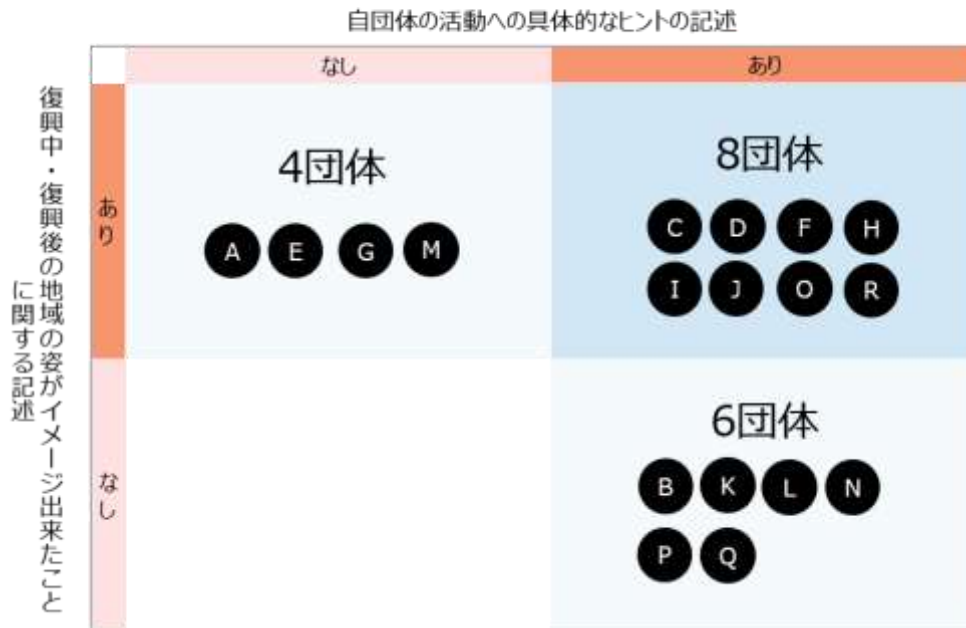 自団体の活動への具体的なヒントの記述
なし
あり
復興中・復興後の地域の姿がイメージ出来たこと
に関する記述
あり
4団体
A E G M
8団体
C D F H
I J O R
なし
6団体
B K L N
P Q